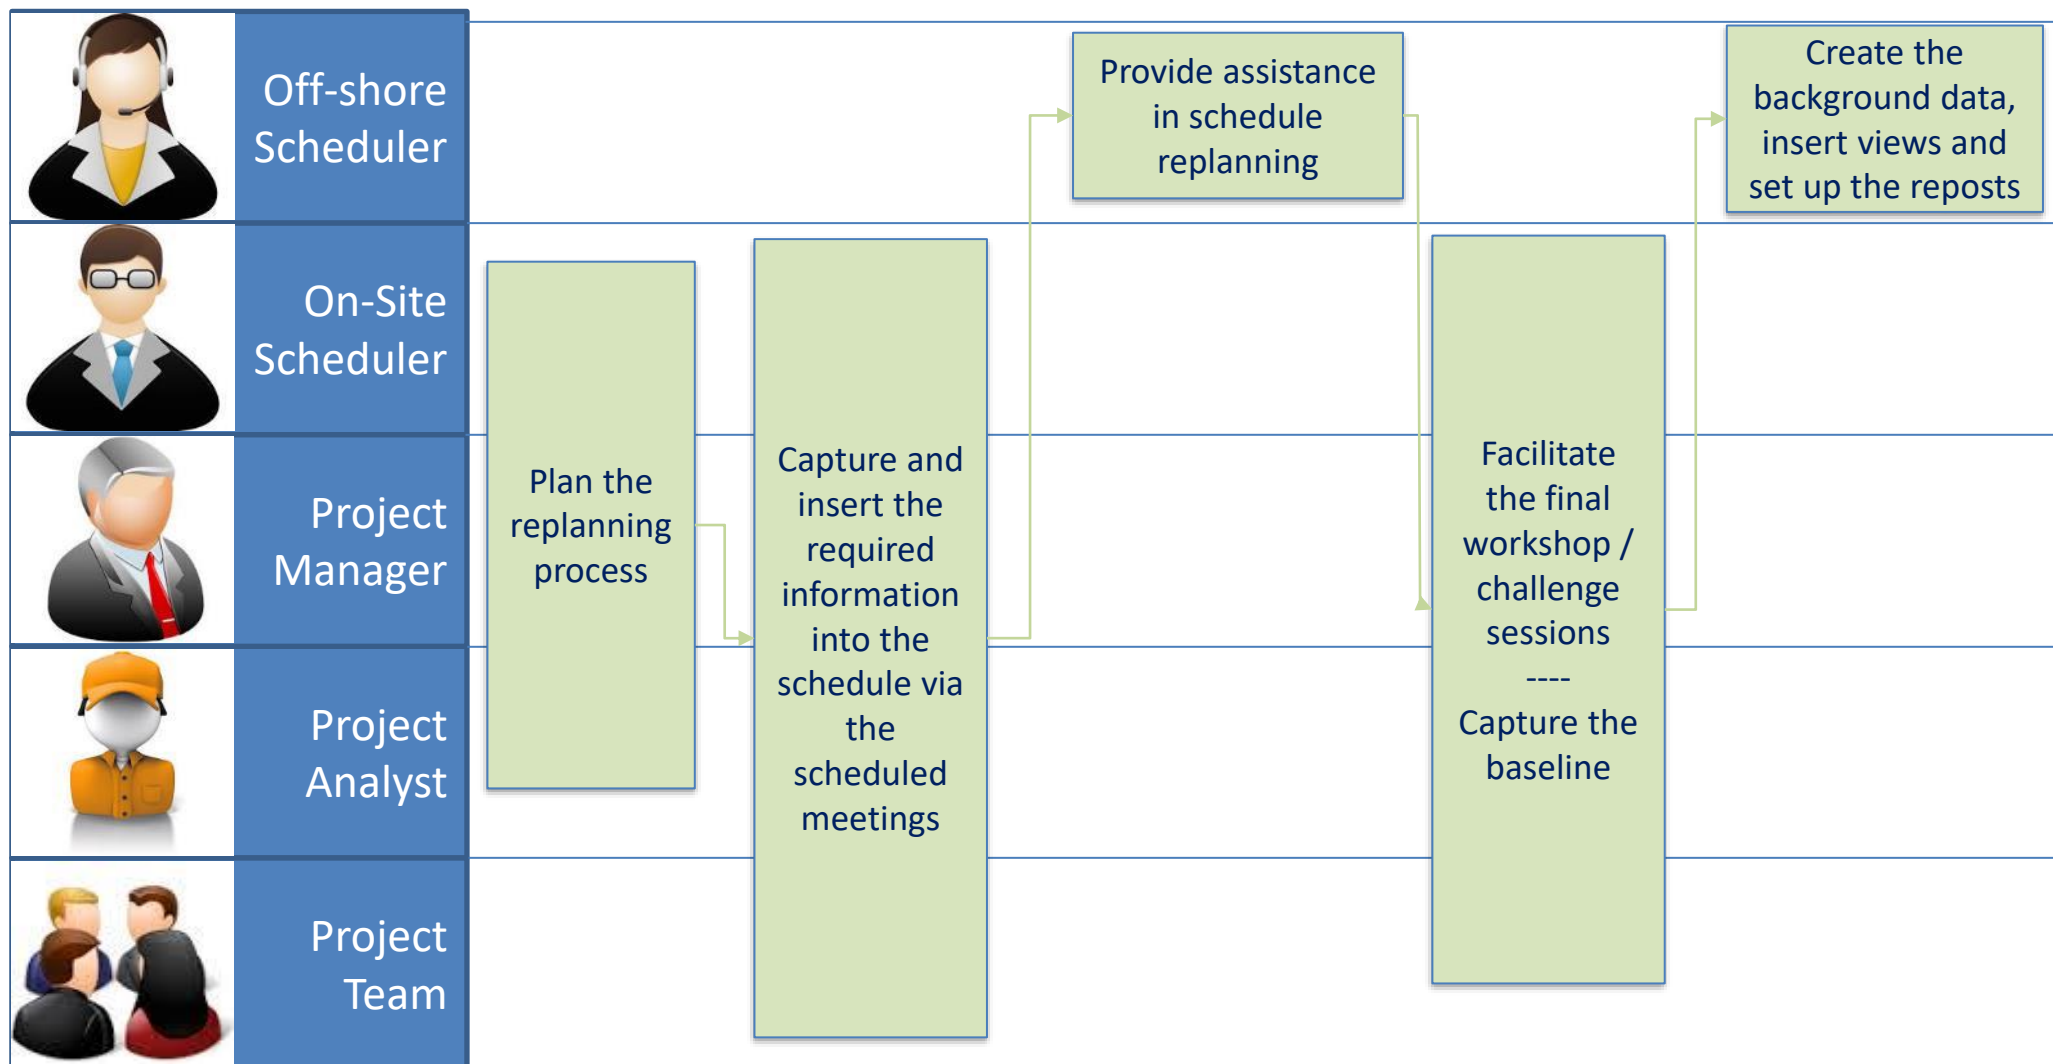 Off-shore
Scheduler
On-Site
Scheduler
Project
Manager
Project
Analyst
Project
Team
Plan the
replanning
process
Capture and
insert the
required
information
into the
schedule via
the
scheduled
meetings
Provide assistance
in schedule
replanning
Facilitate
the final
workshop /
challenge
sessions
----
Capture the
baseline
Create the
background data,
insert views and
set up the reposts